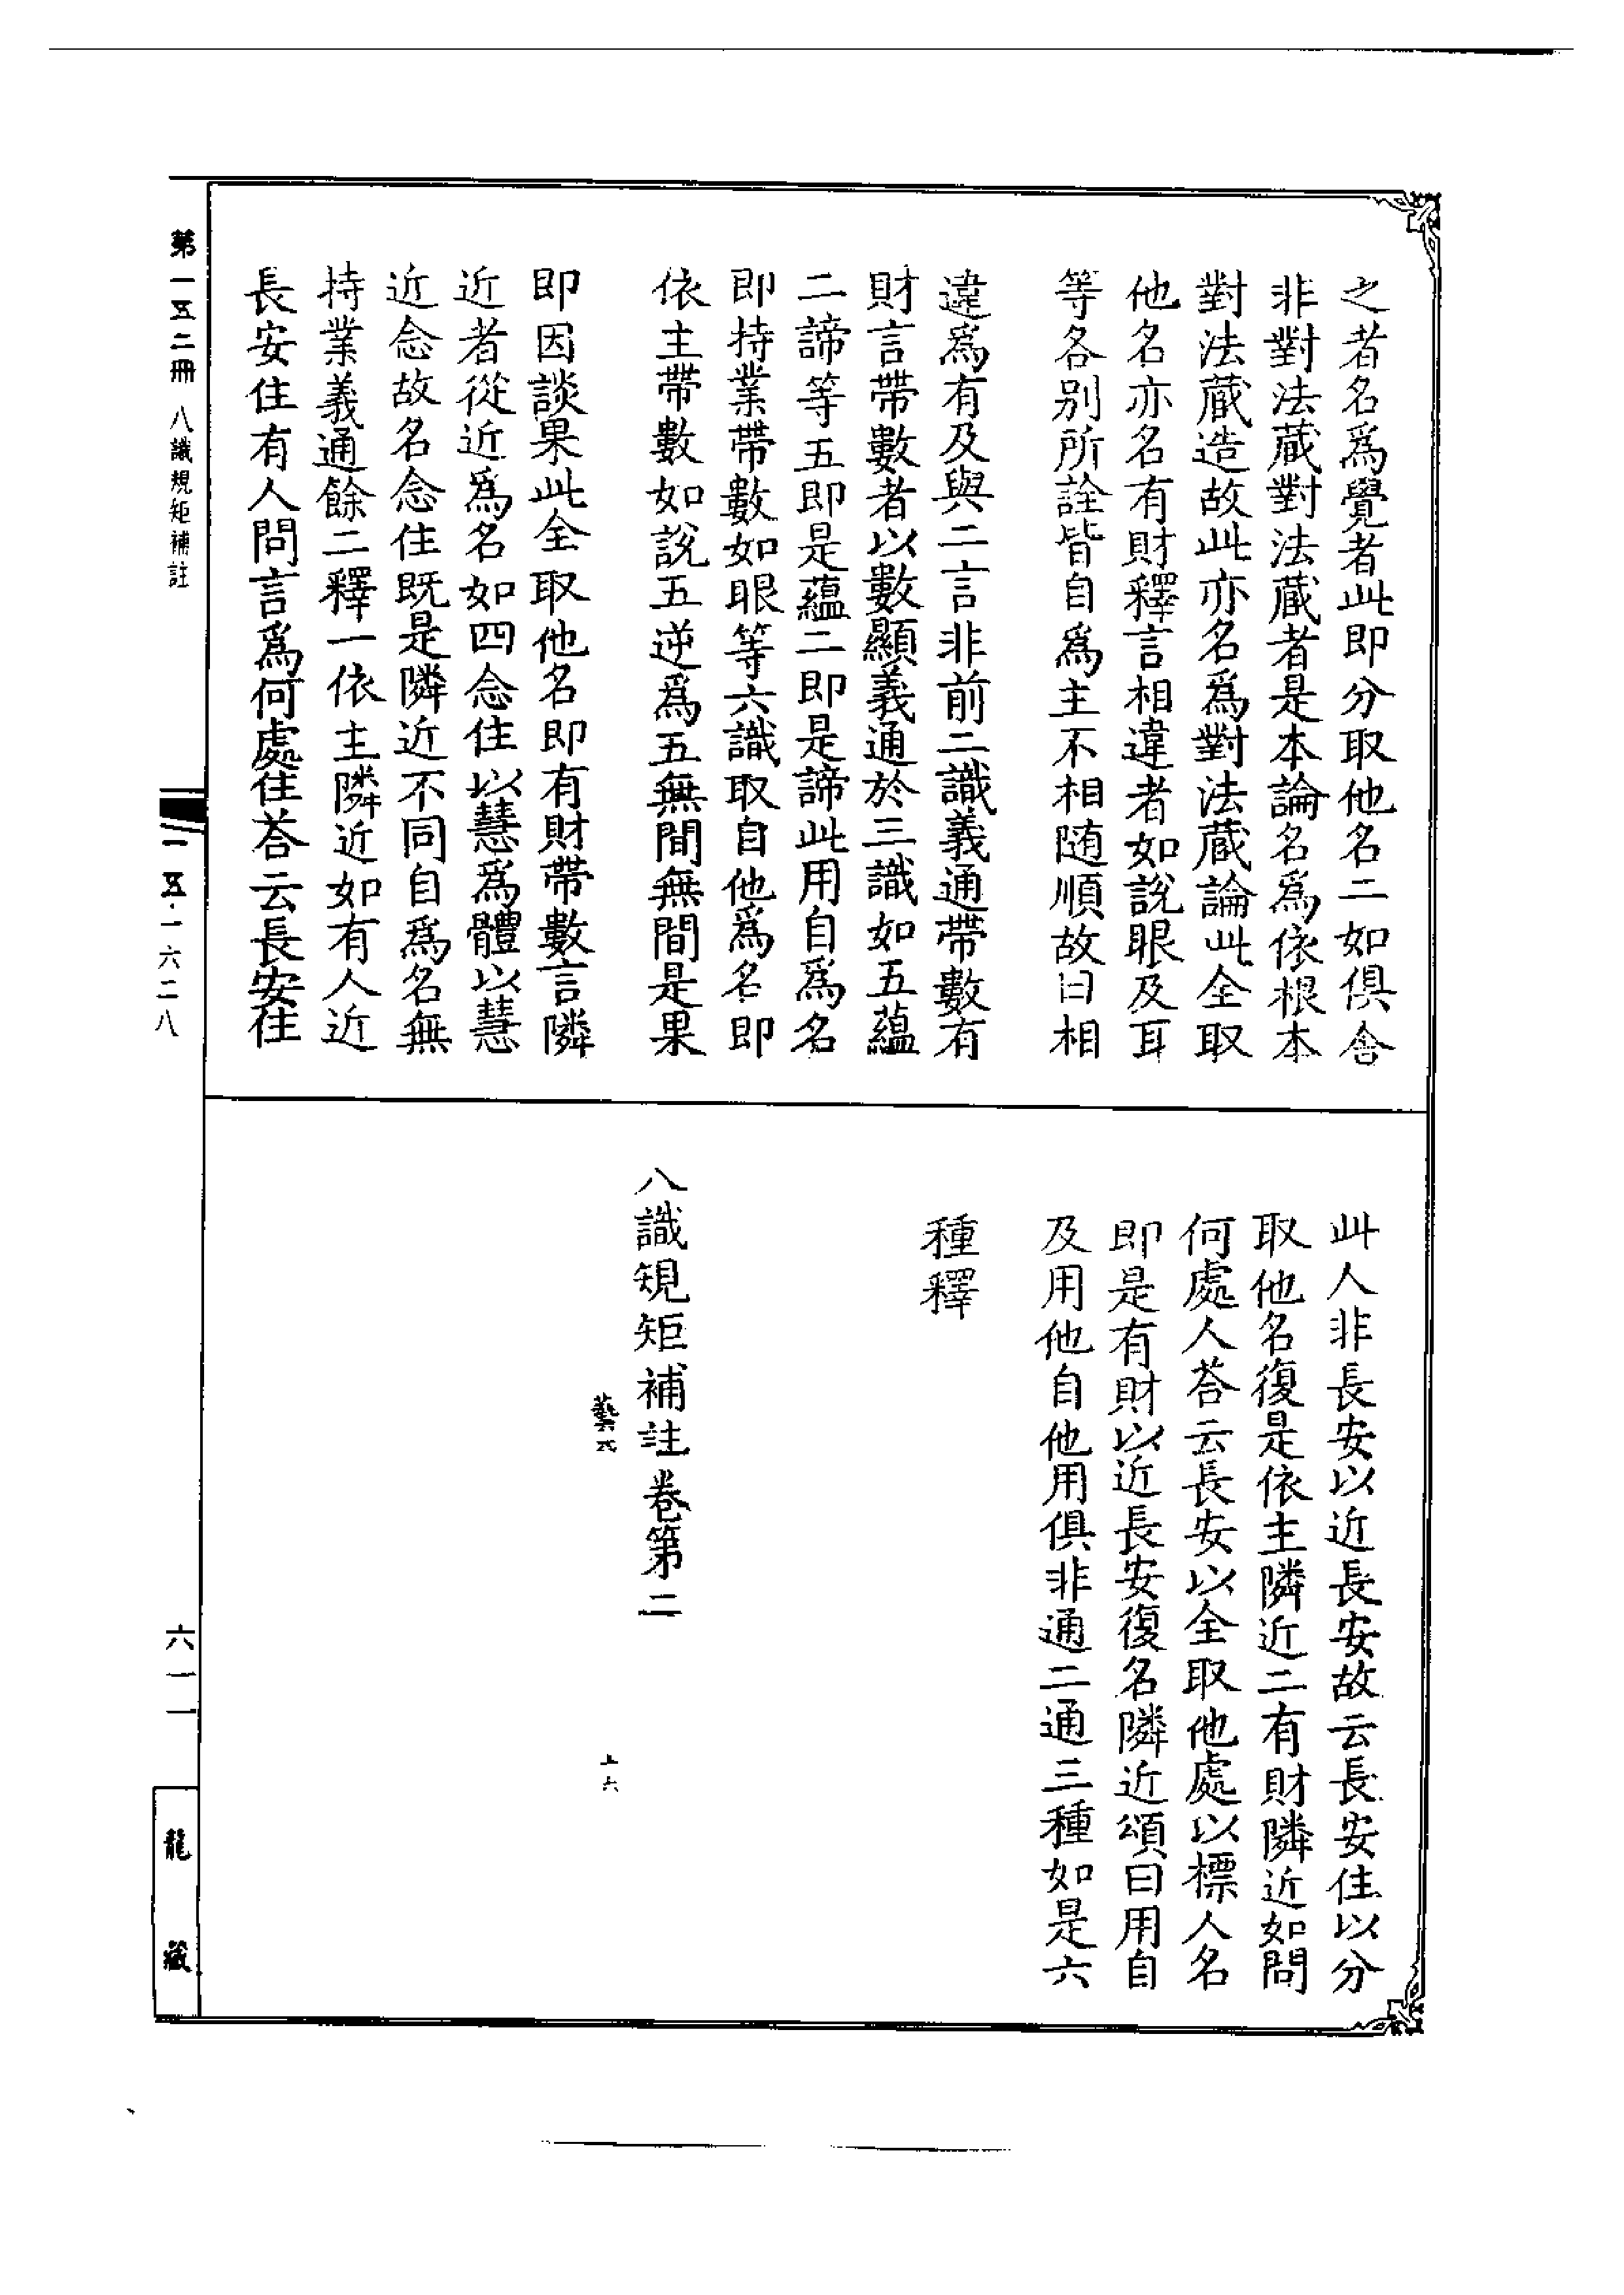 之者名爲覺者此即分取他名二如俱舍
非對法蔵對法蔵者是本論名爲依根本
對法蔵造故此亦名爲對法蔵論此全取
他名亦名有財釋言相違者如說眼及耳
等各別所詮皆自爲主不相隨順故曰相
違爲有及與二言非前二識義通帶數有
財言帶數者以數顯義通於三識如五蘊
二諦等五即是蘊二即是諦此用自爲名
即持業帶數如眼等六識取自他爲名即
依主帶數如說五逆爲五無間無間是果
即因談果此全取他名即有財帶數言隣
近者從近爲名如四念住以慧爲體以慧
近念故名念住既是隣近不同自爲名無
持業義通餘二釋一依主隣近如有人近
長安住有人問言爲何處住荅云長安住
此人非長安以近長安故云長安住以分
取他名復是依主隣近二有財隣近如問
何處人荅云長安以全取他處以標人名
即是有財以近長安復名隣近頌曰用自
及用他自他用俱非通二通三種如是六
種釋
八識規矩補註卷第二
十六
第一五二冊 八識規矩補註
一五·一六二八
六一一
龍藏